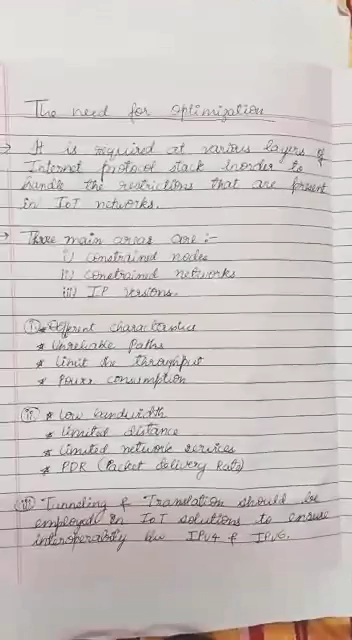 The need for optimization
→ It is required at various layers of
Internet protocol stack inorder to
handle the restrictions that are present
in IoT networks.
→ Three main areas are :-
i) constrained nodes
ii) constrained networks
iii) IP versions.
(i) * Different characteristics
* Unreliable Paths
* limit the throughput
* power consumption
(ii) * low bandwidth
* limited distance
* limited network services
* PDR (Packet delivery Rate)
(iii) Tunneling & Translation should be
employed in IoT solutions to ensure
interoperability b/w IPv4 & IPv6.